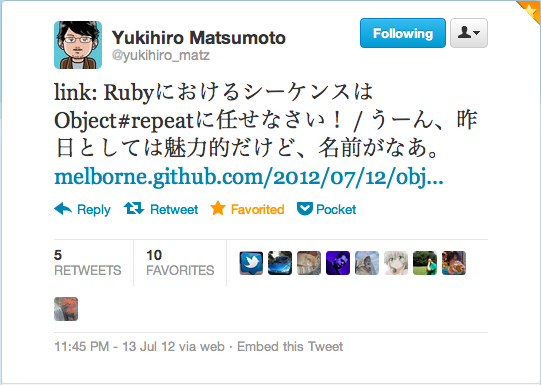 Yukihiro Matsumoto
@yukihiro_matz
Following
link: Rubyにおけるシーケンスは
Object#repeatに任せなさい！ / うーん、昨
日としては魅力的だけど、名前がなあ。
melborne.github.com/2012/07/12/obj...
Reply Retweet Favorited Pocket
5 RETWEETS
10 FAVORITES
11:45 PM - 13 Jul 12 via web · Embed this Tweet